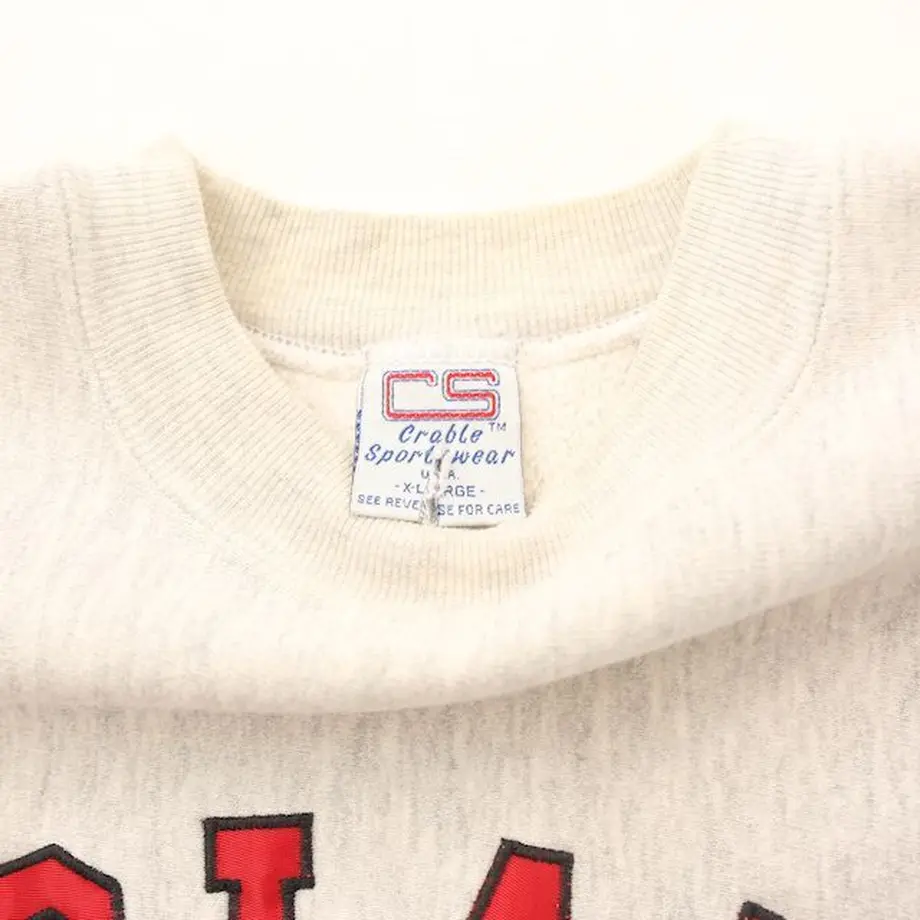 CS
Crable™
Sportswear
U.S.A.
-X-LARGE-
SEE REVERSE FOR CARE